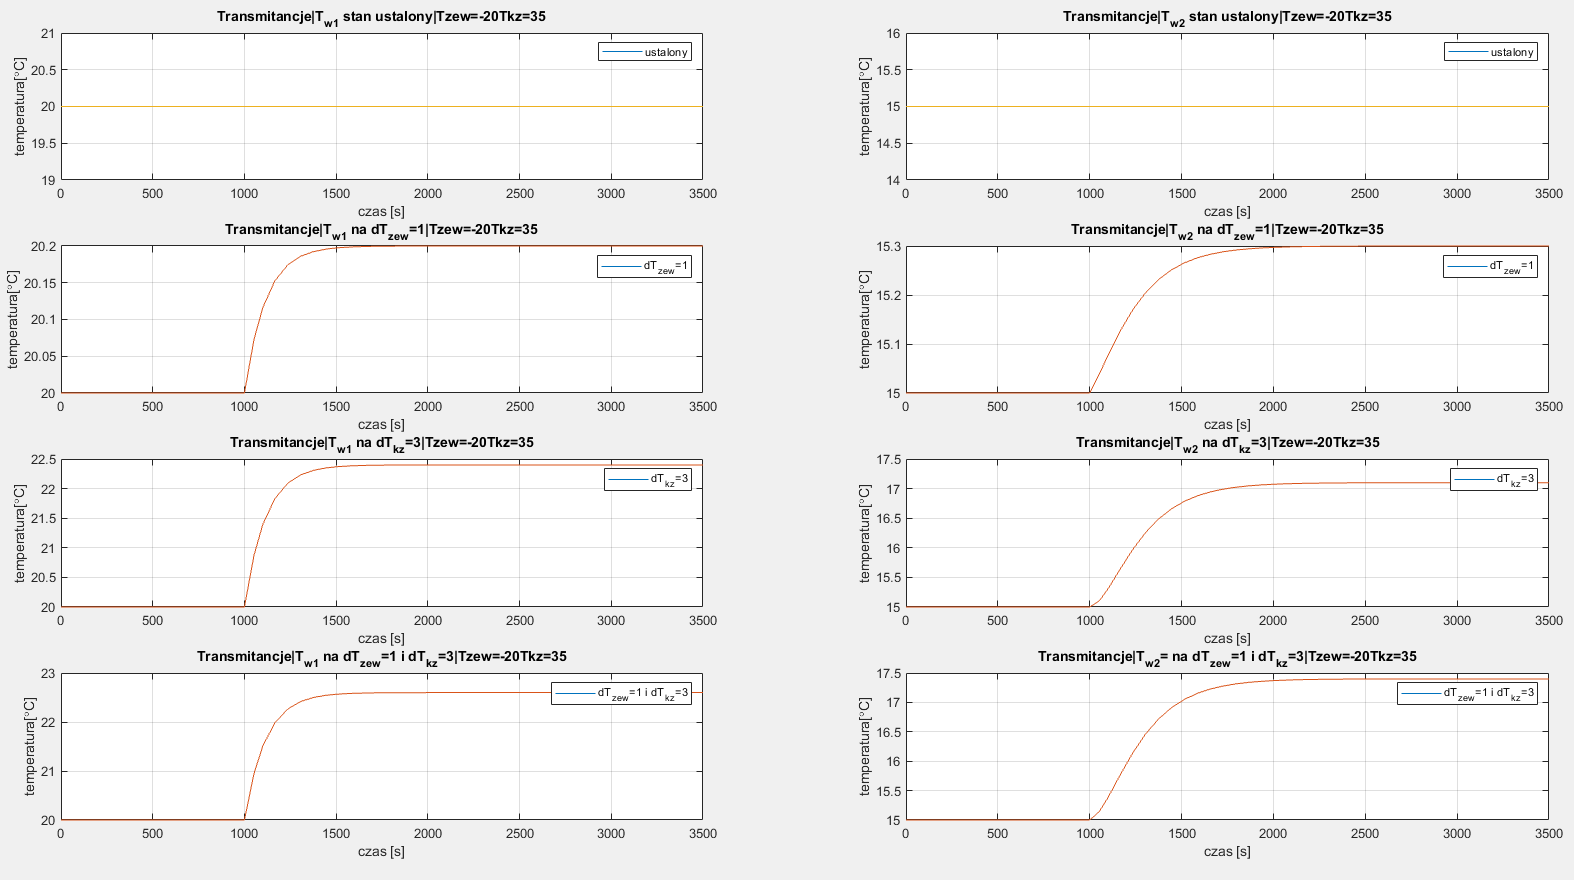 Transmitancje|Tw1 stan ustalony|Tzew=-20Tkz=35
21
20.5
20
19.5
19
temperatura[°C]
ustalony
0 500 1000 1500 2000 2500 3000 3500
czas [s]
Transmitancje|Tw2 stan ustalony|Tzew=-20Tkz=35
16
15.5
15
14.5
14
temperatura[°C]
ustalony
0 500 1000 1500 2000 2500 3000 3500
czas [s]
Transmitancje|Tw1 na dTzew=1|Tzew=-20Tkz=35
20.2
20.15
20.1
20.05
20
temperatura[°C]
dTzew=1
0 500 1000 1500 2000 2500 3000 3500
czas [s]
Transmitancje|Tw2 na dTzew=1|Tzew=-20Tkz=35
15.3
15.2
15.1
15
temperatura[°C]
dTzew=1
0 500 1000 1500 2000 2500 3000 3500
czas [s]
Transmitancje|Tw1 na dTkz=3|Tzew=-20Tkz=35
22.5
22
21.5
21
20.5
20
temperatura[°C]
dTkz=3
0 500 1000 1500 2000 2500 3000 3500
czas [s]
Transmitancje|Tw2 na dTkz=3|Tzew=-20Tkz=35
17.5
17
16.5
16
15.5
15
temperatura[°C]
dTkz=3
0 500 1000 1500 2000 2500 3000 3500
czas [s]
Transmitancje|Tw1 na dTzew=1 i dTkz=3|Tzew=-20Tkz=35
23
22
21
20
temperatura[°C]
dTzew=1 i dTkz=3
0 500 1000 1500 2000 2500 3000 3500
czas [s]
Transmitancje|Tw2= na dTzew=1 i dTkz=3|Tzew=-20Tkz=35
17.5
17
16.5
16
15.5
15
temperatura[°C]
dTzew=1 i dTkz=3
0 500 1000 1500 2000 2500 3000 3500
czas [s]